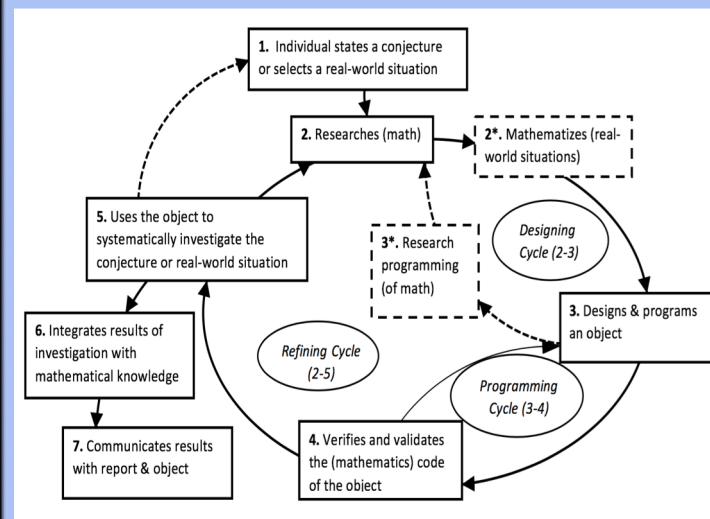 1. Individual states a conjecture
or selects a real-world situation
2. Researches (math)
2*. Mathematizes (real-
world situations)
5. Uses the object to
systematically investigate the
conjecture or real-world situation
3*. Research
programming
(of math)
Designing
Cycle (2-3)
3. Designs & programs
an object
6. Integrates results of
investigation with
mathematical knowledge
Refining Cycle
(2-5)
Programming
Cycle (3-4)
7. Communicates results
with report & object
4. Verifies and validates
the (mathematics) code
of the object